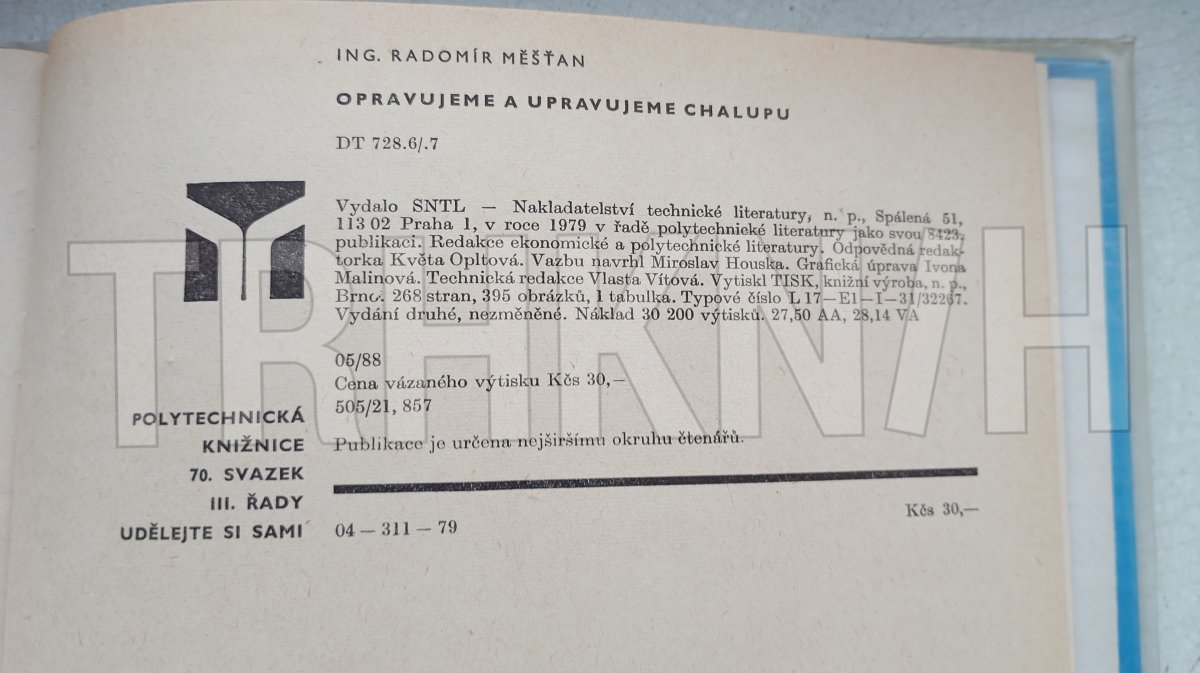 ING. RADOMÍR MĚŠŤAN
OPRAVUJEME A UPRAVUJEME CHALUPU
DT 728.6/.7
Vydalo SNTL — Nakladatelství technické literatury, n. p., Spálená 51,
113 02 Praha 1, v roce 1979 v řadě polytechnické literatury jako svou 8423.
publikaci. Redakce ekonomické a polytechnické literatury. Odpovědná redak-
torka Květa Opltová. Vazbu navrhl Miroslav Houska. Grafická úprava Ivona
Malinová. Technická redakce Vlasta Vítová. Vytiskl TISK, knižní výroba, n. p.,
Brno. 268 stran, 395 obrázků, 1 tabulka. Typové číslo L 17—E1—I—31/32267.
Vydání druhé, nezměněné. Náklad 30 200 výtisků. 27,50 AA, 28,14 VA
05/88
Cena vázaného výtisku Kčs 30,—
505/21, 857
Publikace je určena nejširšímu okruhu čtenářů.
POLYTECHNICKÁ
KNIŽNICE
70. SVAZEK
III. ŘADY
UDĚLEJTE SI SAMI
04 — 311 — 79
Kčs 30,—
TRHKNIH